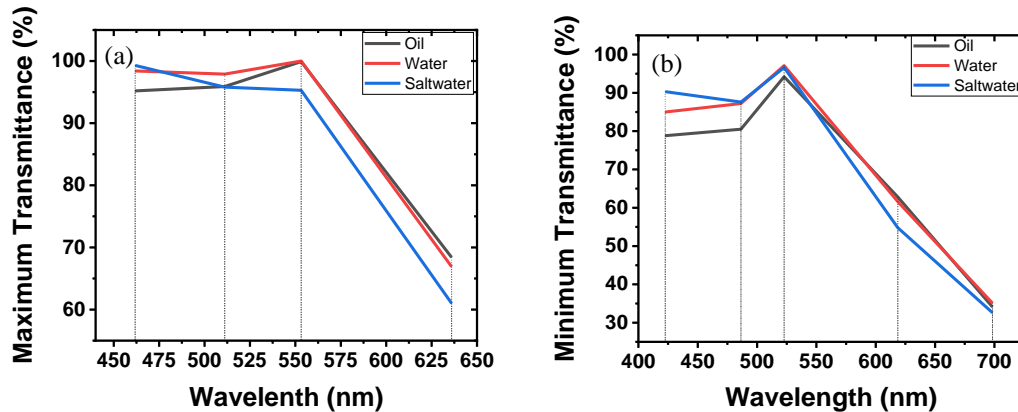 Maximum Transmittance (%)
100
90
80
70
60
(a)
Oil
Water
Saltwater
450 475 500 525 550 575 600 625 650
Wavelenth (nm)
Minimum Transmittance (%)
100
90
80
70
60
50
40
30
(b)
Oil
Water
Saltwater
400 450 500 550 600 650 700
Wavelength (nm)